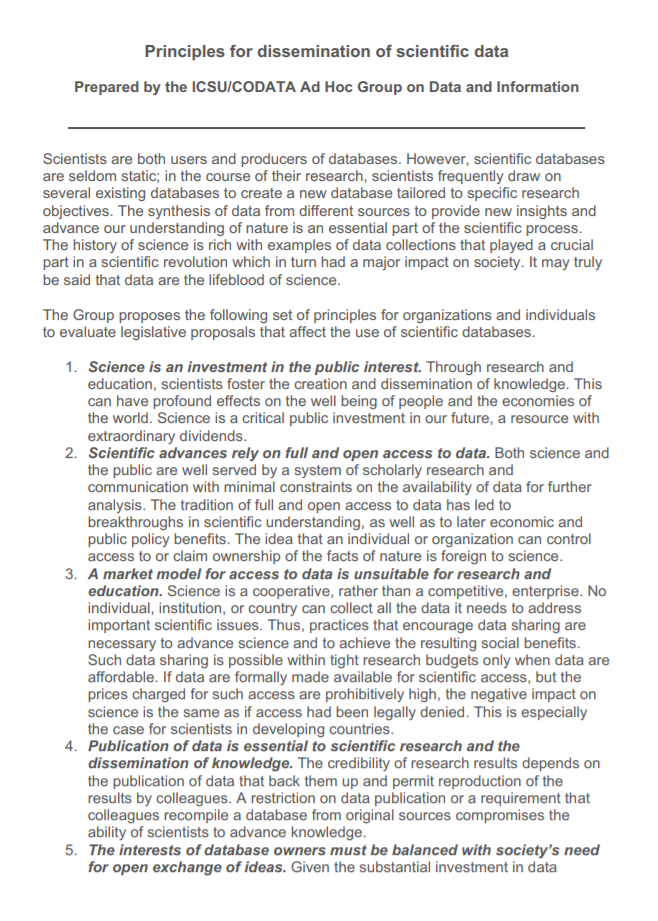 Principles for dissemination of scientific data
Prepared by the ICSU/CODATA Ad Hoc Group on Data and Information
Scientists are both users and producers of databases. However, scientific databases
are seldom static; in the course of their research, scientists frequently draw on
several existing databases to create a new database tailored to specific research
objectives. The synthesis of data from different sources to provide new insights and
advance our understanding of nature is an essential part of the scientific process.
The history of science is rich with examples of data collections that played a crucial
part in a scientific revolution which in turn had a major impact on society. It may truly
be said that data are the lifeblood of science.
The Group proposes the following set of principles for organizations and individuals
to evaluate legislative proposals that affect the use of scientific databases.
1. Science is an investment in the public interest. Through research and
education, scientists foster the creation and dissemination of knowledge. This
can have profound effects on the well being of people and the economies of
the world. Science is a critical public investment in our future, a resource with
extraordinary dividends.
2. Scientific advances rely on full and open access to data. Both science and
the public are well served by a system of scholarly research and
communication with minimal constraints on the availability of data for further
analysis. The tradition of full and open access to data has led to
breakthroughs in scientific understanding, as well as to later economic and
public policy benefits. The idea that an individual or organization can control
access to or claim ownership of the facts of nature is foreign to science.
3. A market model for access to data is unsuitable for research and
education. Science is a cooperative, rather than a competitive, enterprise. No
individual, institution, or country can collect all the data it needs to address
important scientific issues. Thus, practices that encourage data sharing are
necessary to advance science and to achieve the resulting social benefits.
Such data sharing is possible within tight research budgets only when data are
affordable. If data are formally made available for scientific access, but the
prices charged for such access are prohibitively high, the negative impact on
science is the same as if access had been legally denied. This is especially
the case for scientists in developing countries.
4. Publication of data is essential to scientific research and the
dissemination of knowledge. The credibility of research results depends on
the publication of data that back them up and permit reproduction of the
results by colleagues. A restriction on data publication or a requirement that
colleagues recompile a database from original sources compromises the
ability of scientists to advance knowledge.
5. The interests of database owners must be balanced with society's need
for open exchange of ideas. Given the substantial investment in data